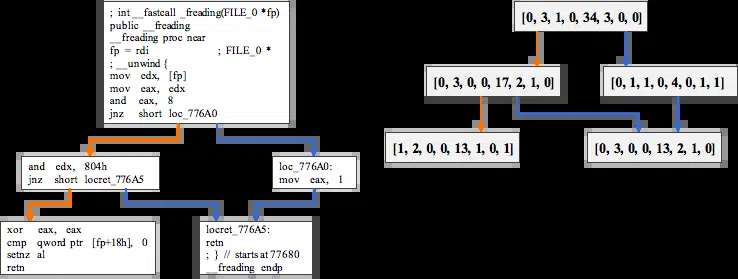 ; int __fastcall _freading(FILE_0 *fp)
public __freading
__freading proc near
fp = rdi ; FILE_0 *
; __unwind {
mov edx, [fp]
mov eax, edx
and eax, 8
jnz short loc_776A0
and edx, 804h
jnz short locret_776A5
loc_776A0:
mov eax, 1
xor eax, eax
cmp qword ptr [fp+18h], 0
setnz al
retn
locret_776A5:
retn
; } // starts at 77680
__freading endp
[0, 3, 1, 0, 34, 3, 0, 0]
[0, 3, 0, 0, 17, 2, 1, 0]
[0, 1, 1, 0, 4, 0, 1, 1]
[1, 2, 0, 0, 13, 1, 0, 1]
[0, 3, 0, 0, 13, 2, 1, 0]